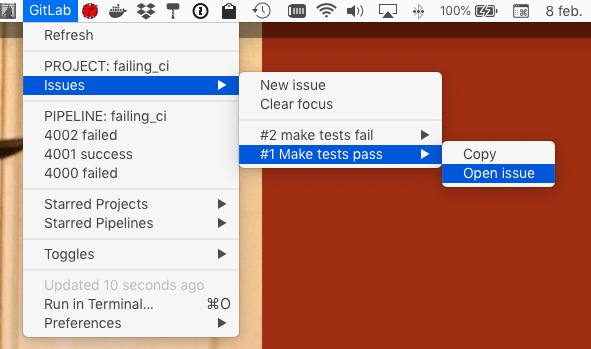 GitLab 100% 8 feb.
Refresh
PROJECT: failing_ci
Issues
New issue
Clear focus
#2 make tests fail
#1 Make tests pass
Copy
Open issue
PIPELINE: failing_ci
4002 failed
4001 success
4000 failed
Starred Projects
Starred Pipelines
Toggles
Updated 10 seconds ago
Run in Terminal... ⌘O
Preferences